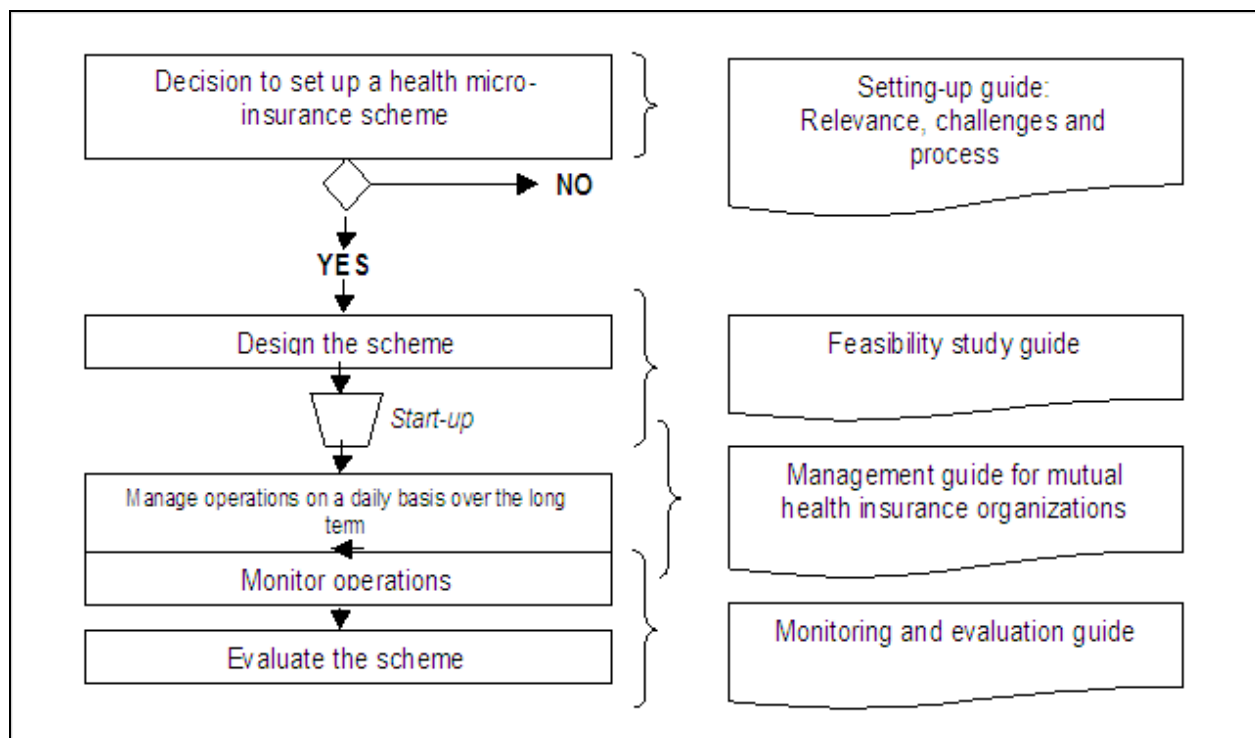 Decision to set up a health micro-
insurance scheme
Setting-up guide:
Relevance, challenges and
process
NO
YES
Design the scheme
Feasibility study guide
Start-up
Manage operations on a daily basis over the long
term
Management guide for mutual
health insurance organizations
Monitor operations
Monitoring and evaluation guide
Evaluate the scheme